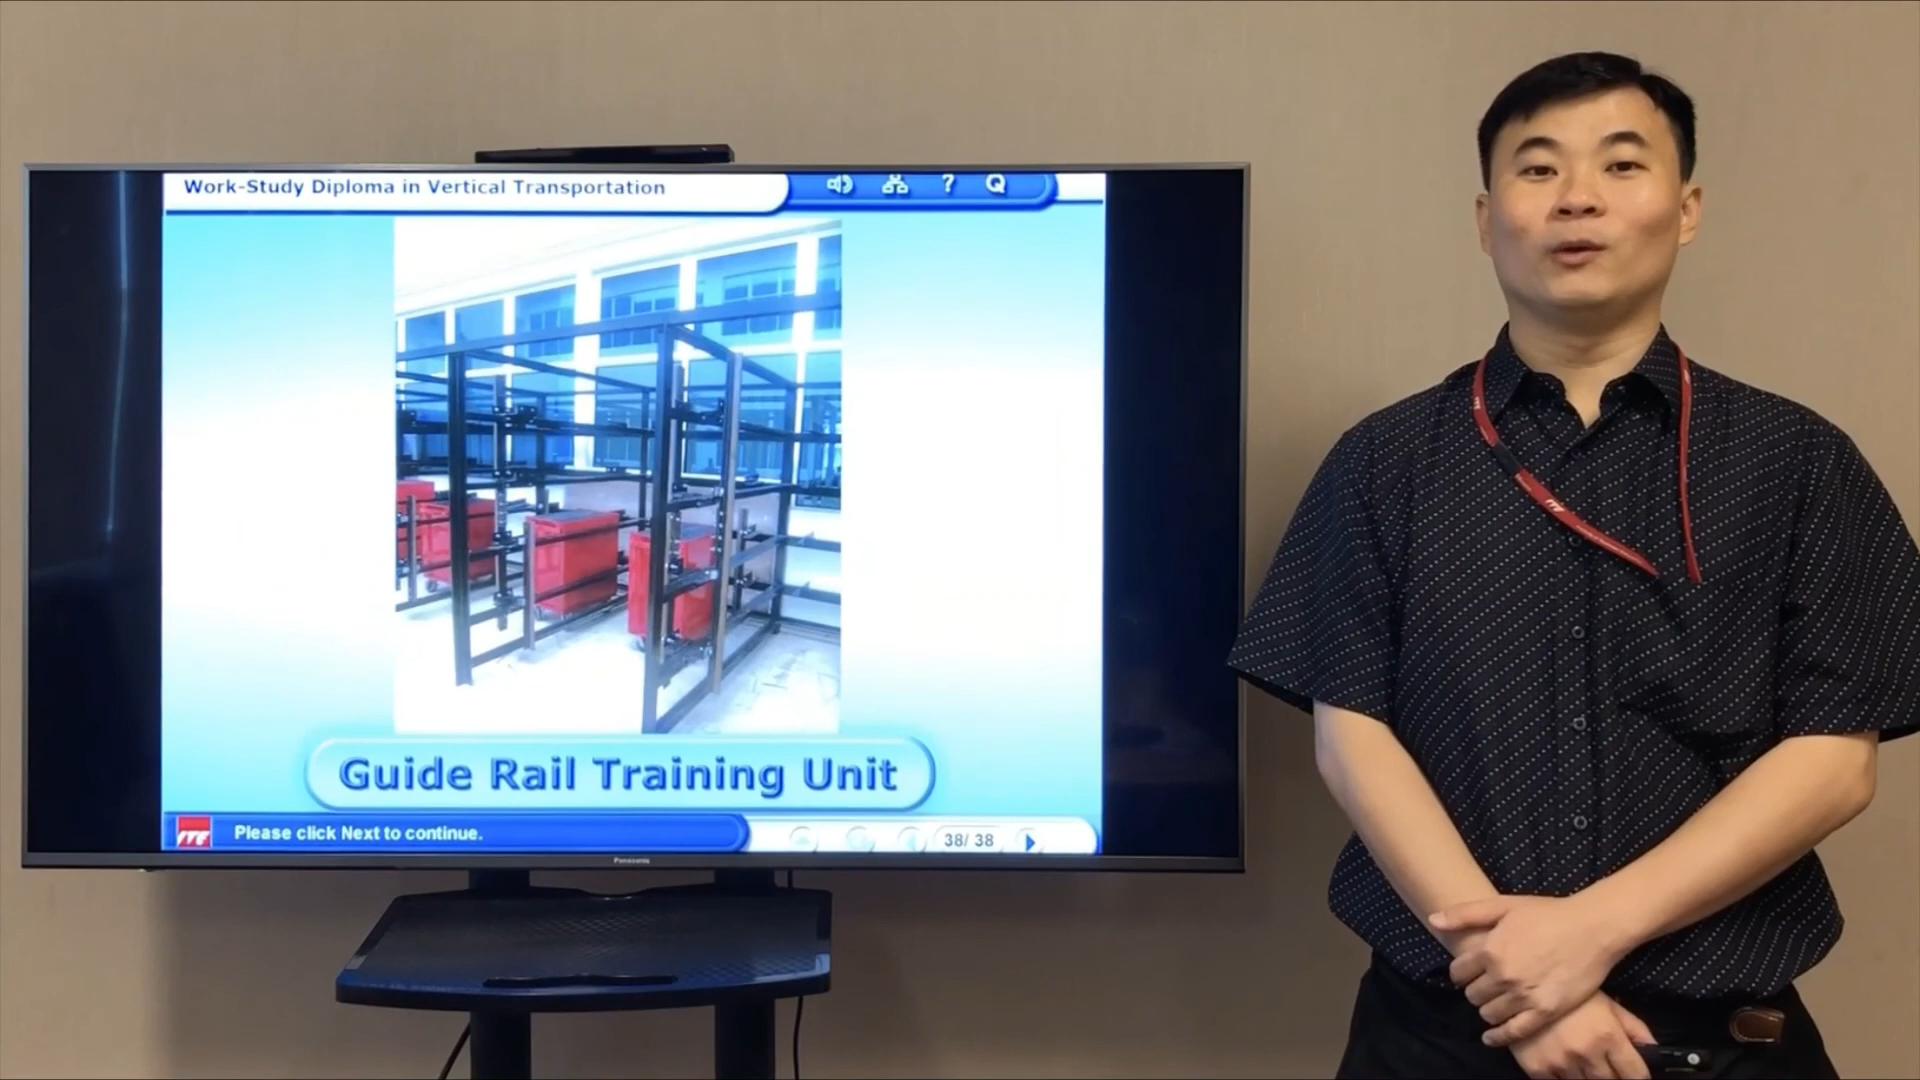 Work-Study Diploma in Vertical Transportation
? Q
Guide Rail Training Unit
ITE Please click Next to continue.
38/ 38
Panasonic
ITE